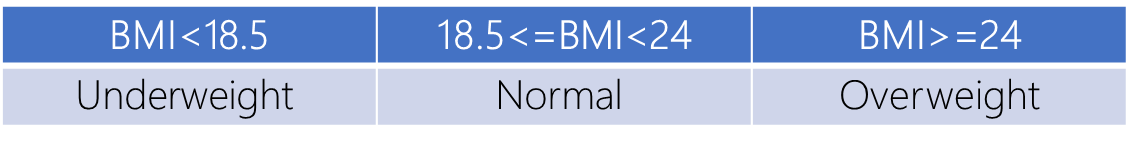 BMI<18.5 18.5<=BMI<24 BMI>=24
Underweight Normal Overweight